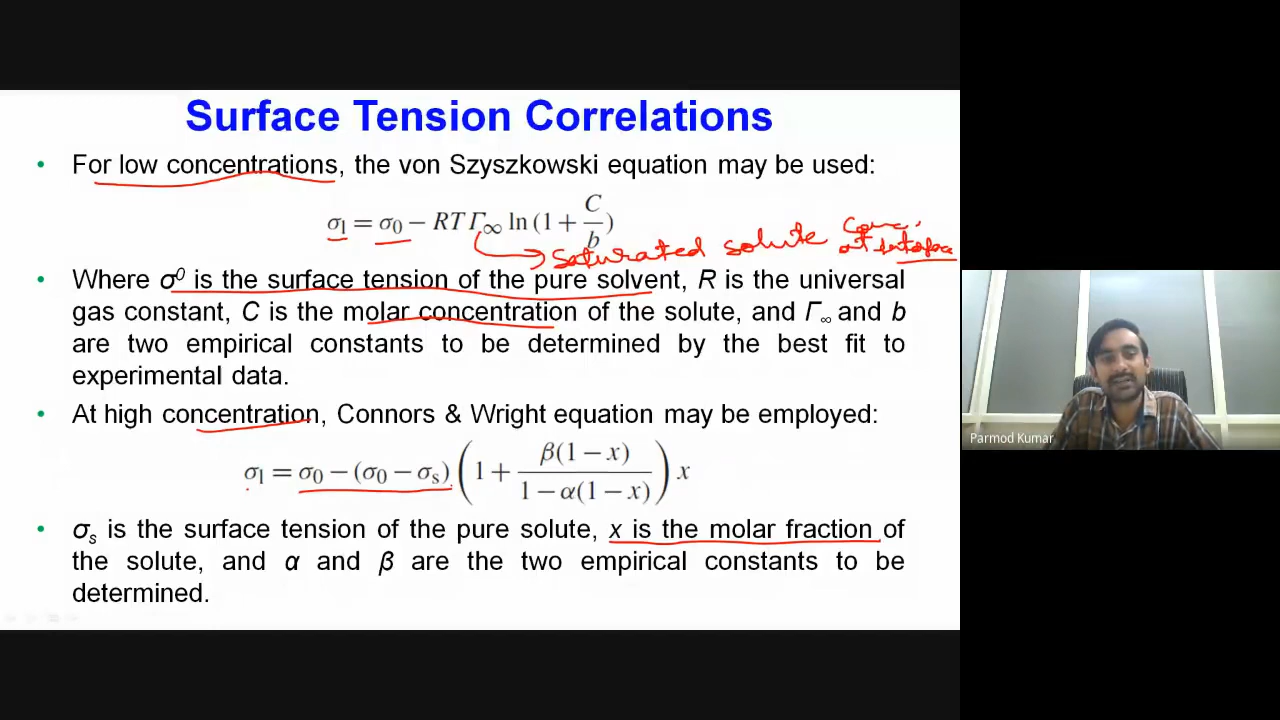 Surface Tension Correlations
• For low concentrations, the von Szyszkowski equation may be used:
σ₁ = σ₀ − RTΓ∞ ln (1 + C/b)
Saturated solute Conc. at interface
• Where σ⁰ is the surface tension of the pure solvent, R is the universal
gas constant, C is the molar concentration of the solute, and Γ∞ and b
are two empirical constants to be determined by the best fit to
experimental data.
• At high concentration, Connors & Wright equation may be employed:
σ₁ = σ₀ − (σ₀ − σₛ) (1 + β(1 − x)/1 − α(1 − x)) x
• σₛ is the surface tension of the pure solute, x is the molar fraction of
the solute, and α and β are the two empirical constants to be
determined.
Parmod Kumar